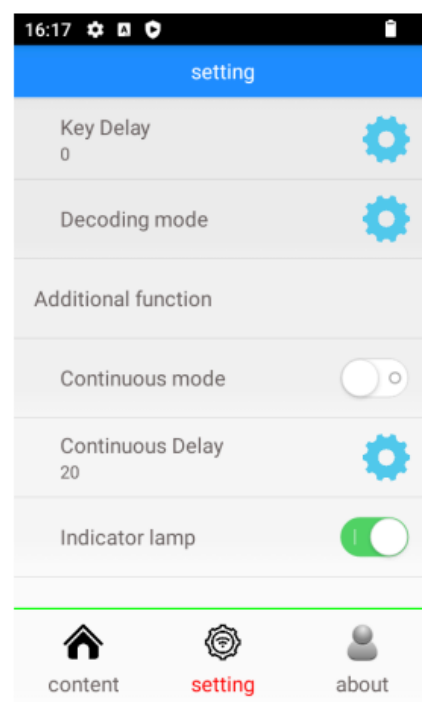 16:17
setting
Key Delay
0
Decoding mode
Additional function
Continuous mode
Continuous Delay
20
Indicator lamp
content setting about